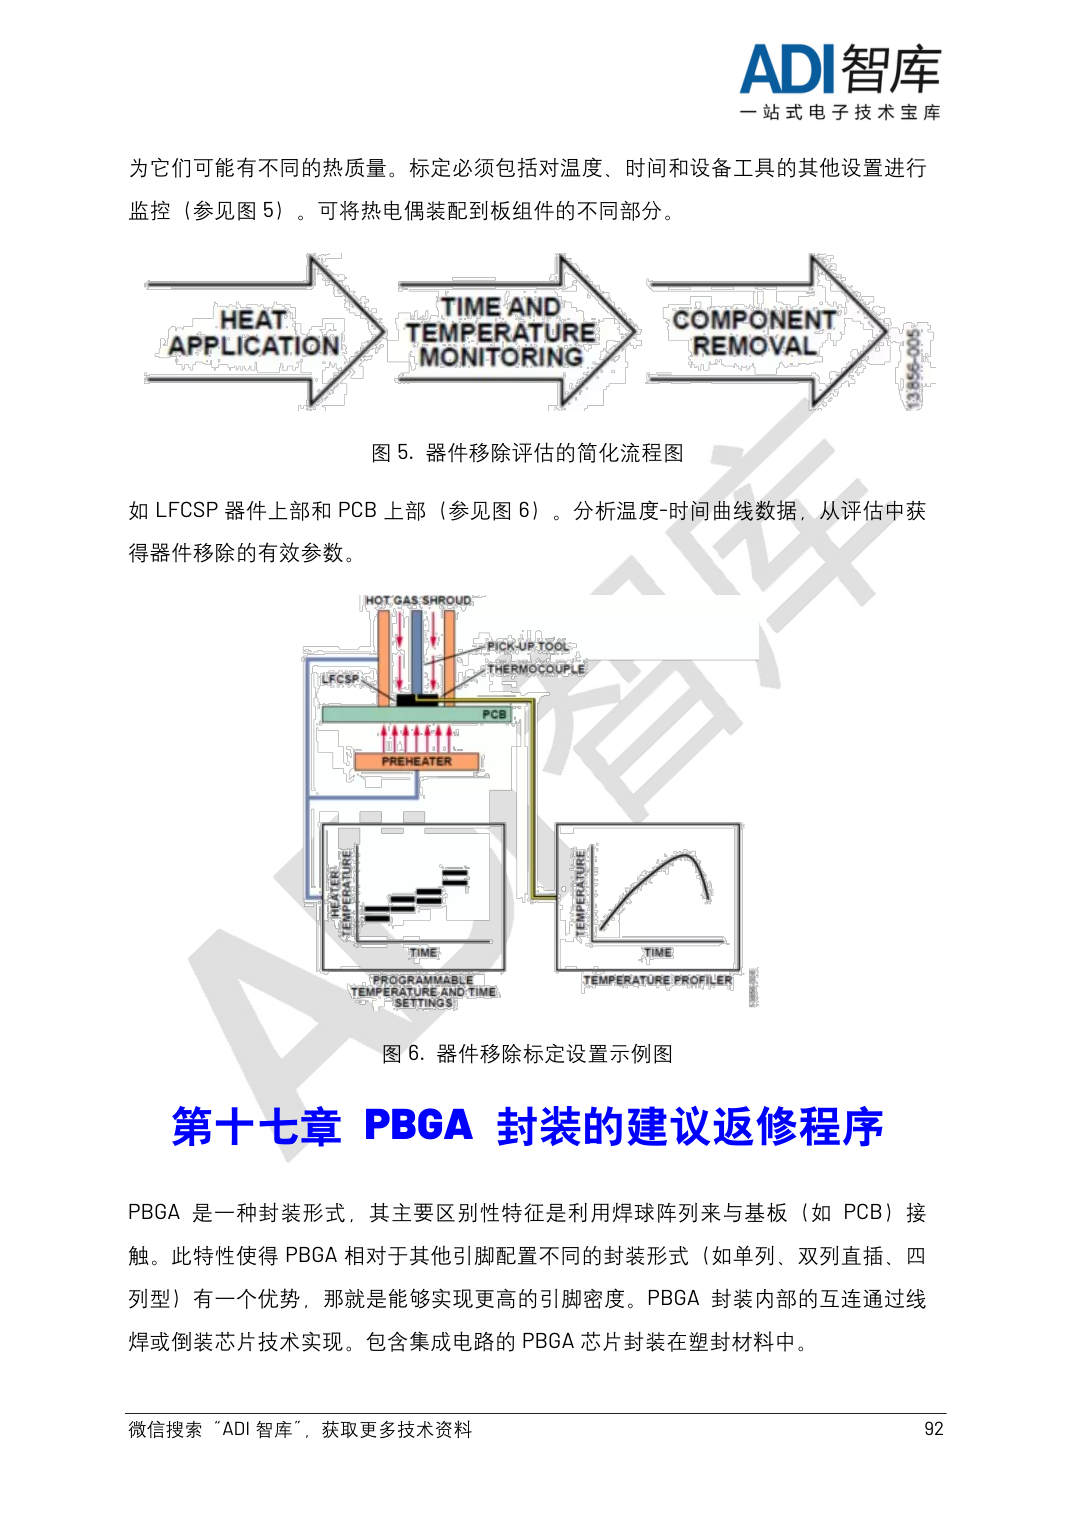 ADI智库
一站式电子技术宝库
为它们可能有不同的热质量。标定必须包括对温度、时间和设备工具的其他设置进行
监控（参见图 5）。可将热电偶装配到板组件的不同部分。
HEAT
APPLICATION
TIME AND
TEMPERATURE
MONITORING
COMPONENT
REMOVAL
13856-005
图 5. 器件移除评估的简化流程图
如 LFCSP 器件上部和 PCB 上部（参见图 6）。分析温度-时间曲线数据，从评估中获
得器件移除的有效参数。
HOT GAS SHROUD
PICK-UP TOOL
THERMOCOUPLE
LFCSP
PCB
PREHEATER
HEATER
TEMPERATURE
TIME
PROGRAMMABLE
TEMPERATURE AND TIME
SETTINGS
TEMPERATURE
TIME
TEMPERATURE PROFILER
13856-006
图 6. 器件移除标定设置示例图
第十七章 PBGA 封装的建议返修程序
PBGA 是一种封装形式，其主要区别性特征是利用焊球阵列来与基板（如 PCB）接
触。此特性使得 PBGA 相对于其他引脚配置不同的封装形式（如单列、双列直插、四
列型）有一个优势，那就是能够实现更高的引脚密度。PBGA 封装内部的互连通过线
焊或倒装芯片技术实现。包含集成电路的 PBGA 芯片封装在塑封材料中。
微信搜索“ADI 智库”，获取更多技术资料 92
ADI智库